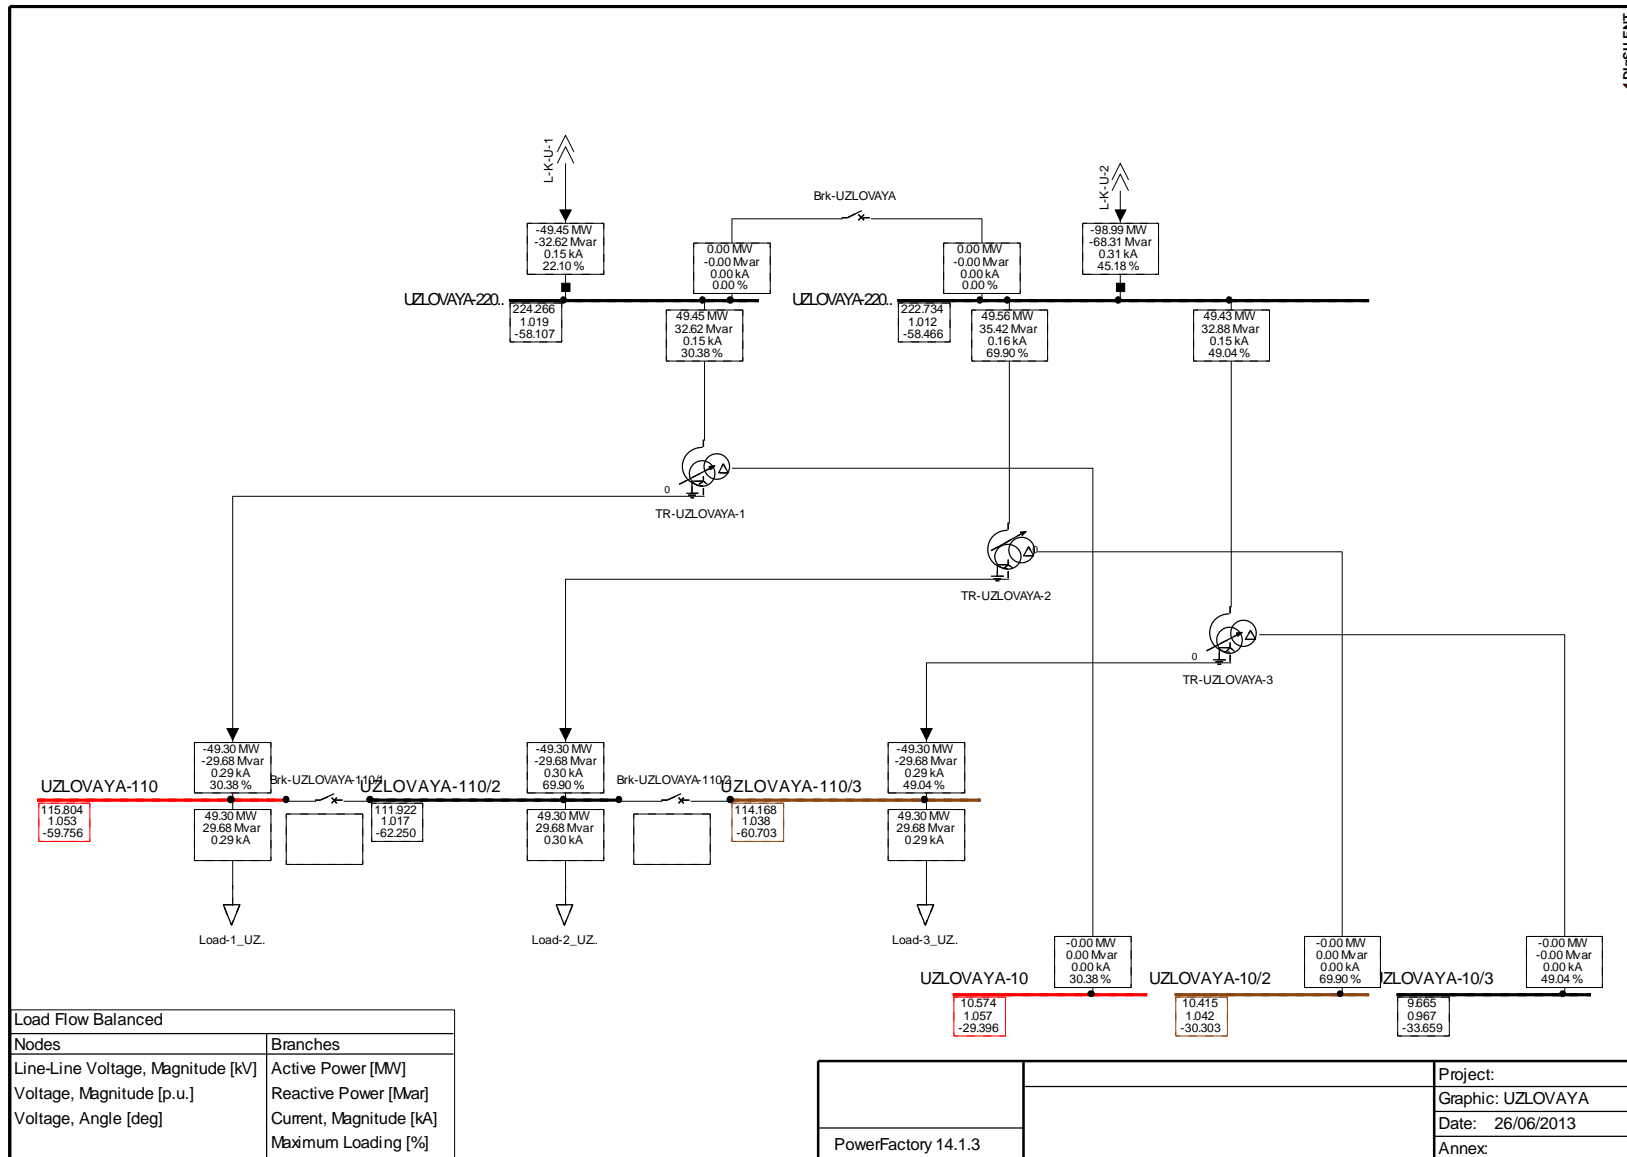 DIgSILENT
L-K-U-1
L-K-U-2
Brk-UZLOVAYA
-49.45 MW
-32.62 Mvar
0.15 kA
22.10 %
0.00 MW
-0.00 Mvar
0.00 kA
0.00 %
0.00 MW
-0.00 Mvar
0.00 kA
0.00 %
-98.99 MW
-68.31 Mvar
0.31 kA
45.18 %
UZLOVAYA-220..
224.266
1.019
-58.107
UZLOVAYA-220..
222.734
1.012
-58.466
49.45 MW
32.62 Mvar
0.15 kA
30.38 %
49.56 MW
35.42 Mvar
0.16 kA
69.90 %
49.43 MW
32.88 Mvar
0.15 kA
49.04 %
0
TR-UZLOVAYA-1
0
TR-UZLOVAYA-2
0
TR-UZLOVAYA-3
-49.30 MW
-29.68 Mvar
0.29 kA
30.38 %
-49.30 MW
-29.68 Mvar
0.30 kA
69.90 %
-49.30 MW
-29.68 Mvar
0.29 kA
49.04 %
UZLOVAYA-110
Brk-UZLOVAYA-110/1
UZLOVAYA-110/2
Brk-UZLOVAYA-110/2
UZLOVAYA-110/3
115.804
1.053
-59.756
49.30 MW
29.68 Mvar
0.29 kA
111.922
1.017
-62.250
49.30 MW
29.68 Mvar
0.30 kA
114.168
1.038
-60.703
49.30 MW
29.68 Mvar
0.29 kA
Load-1_UZ..
Load-2_UZ..
Load-3_UZ..
-0.00 MW
0.00 Mvar
0.00 kA
30.38 %
-0.00 MW
0.00 Mvar
0.00 kA
69.90 %
-0.00 MW
-0.00 Mvar
0.00 kA
49.04 %
UZLOVAYA-10
UZLOVAYA-10/2
UZLOVAYA-10/3
10.574
1.057
-29.396
10.415
1.042
-30.303
9.665
0.967
-33.659
Load Flow Balanced
Nodes
Branches
Line-Line Voltage, Magnitude [kV]
Active Power [MW]
Voltage, Magnitude [p.u.]
Reactive Power [Mvar]
Voltage, Angle [deg]
Current, Magnitude [kA]
Maximum Loading [%]
PowerFactory 14.1.3
Project:
Graphic: UZLOVAYA
Date: 26/06/2013
Annex: